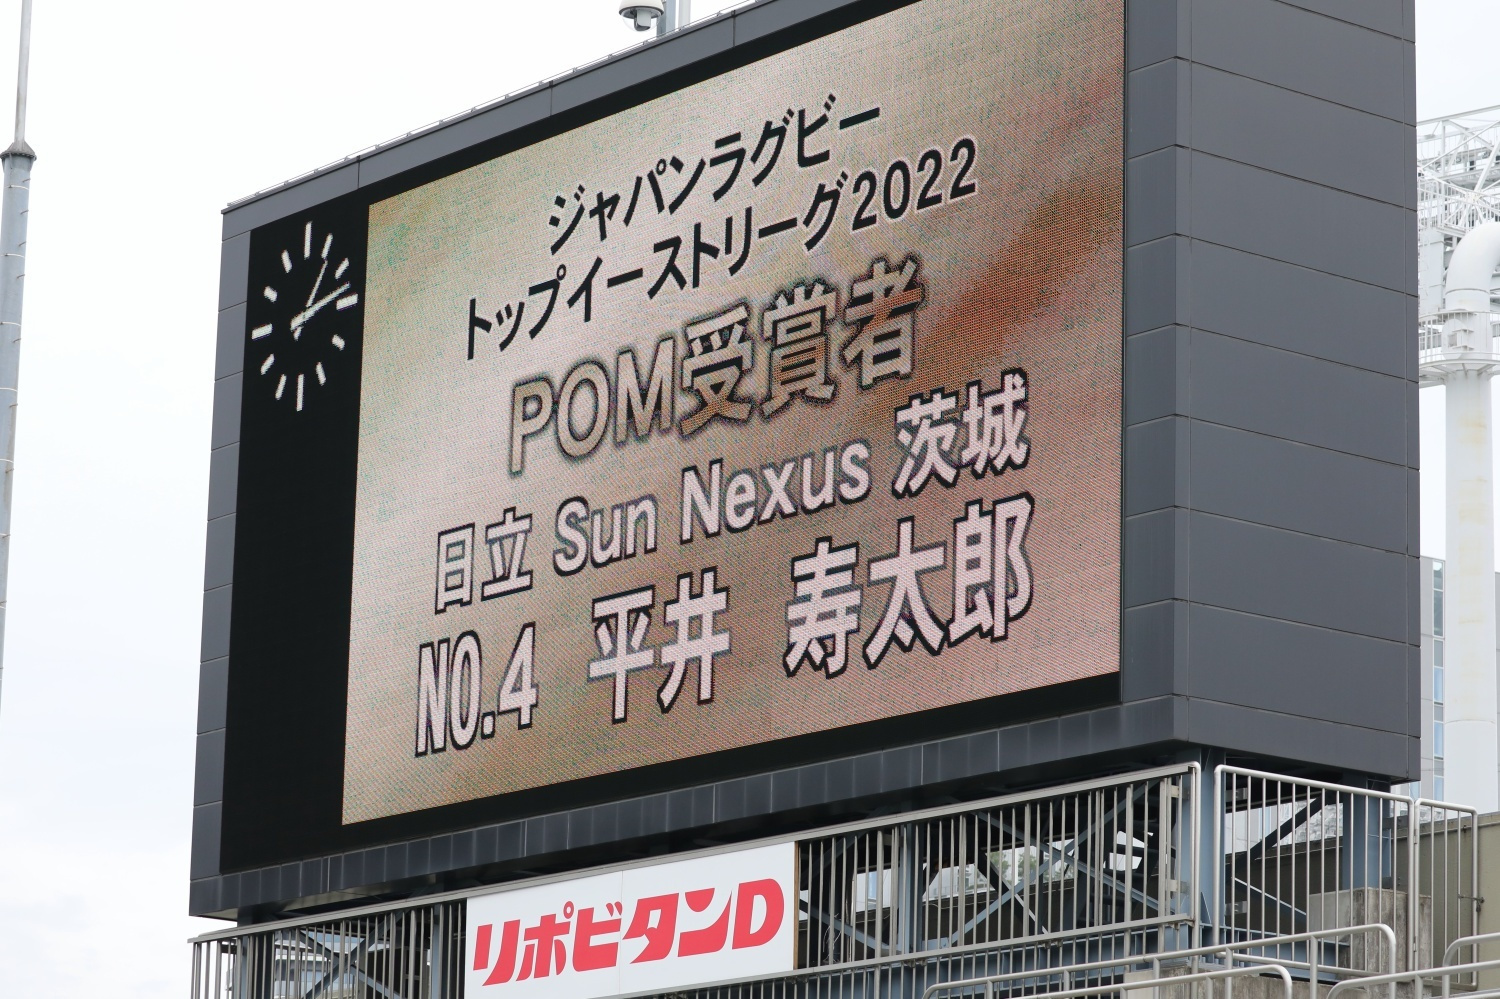 ジャパンラグビー
トップイーストリーグ2022
POM受賞者
日立 Sun Nexus 茨城
NO.4 平井 寿太郎
リポビタンD